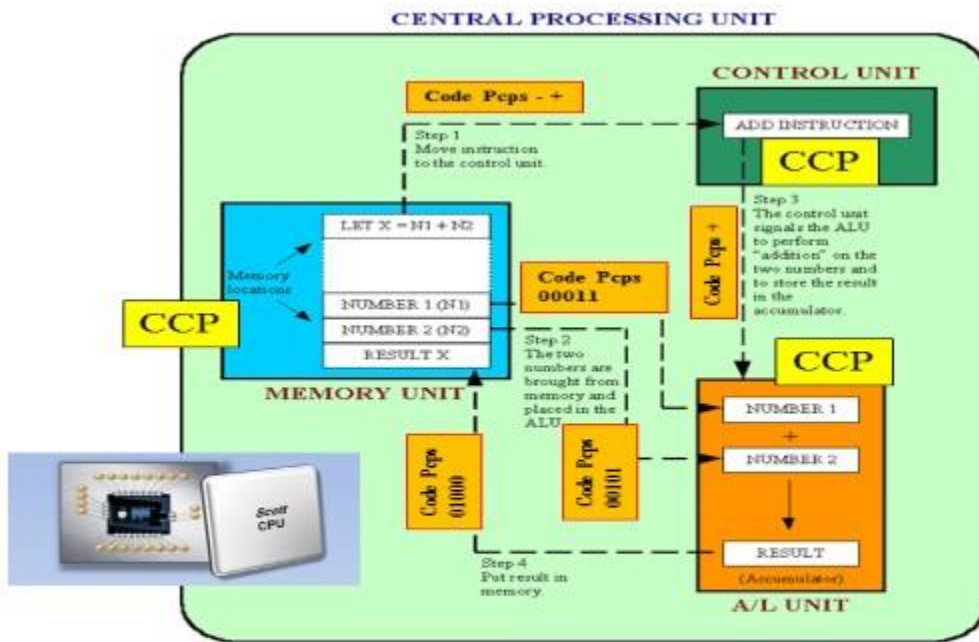 CENTRAL PROCESSING UNIT
CONTROL UNIT
Code Pcps - +
ADD INSTRUCTION
CCP
Step 1
Move instruction
to the control unit.
Step 3
The control unit
signals the ALU
to perform
"addition" on the
two numbers and
to store the result
in the
accumulator.
Code Pcps +
LET X = N1 + N2
Memory
locations
NUMBER 1 (N1)
NUMBER 2 (N2)
RESULT X
CCP
MEMORY UNIT
Code Pcps
00011
Step 2
The two
numbers are
brought from
memory and
placed in the
ALU
CCP
NUMBER 1
+
NUMBER 2
RESULT
(Accumulator)
A/L UNIT
Code Pcps
00101
Code Pcps
01000
Step 4
Put result in
memory.
Scott
CPU